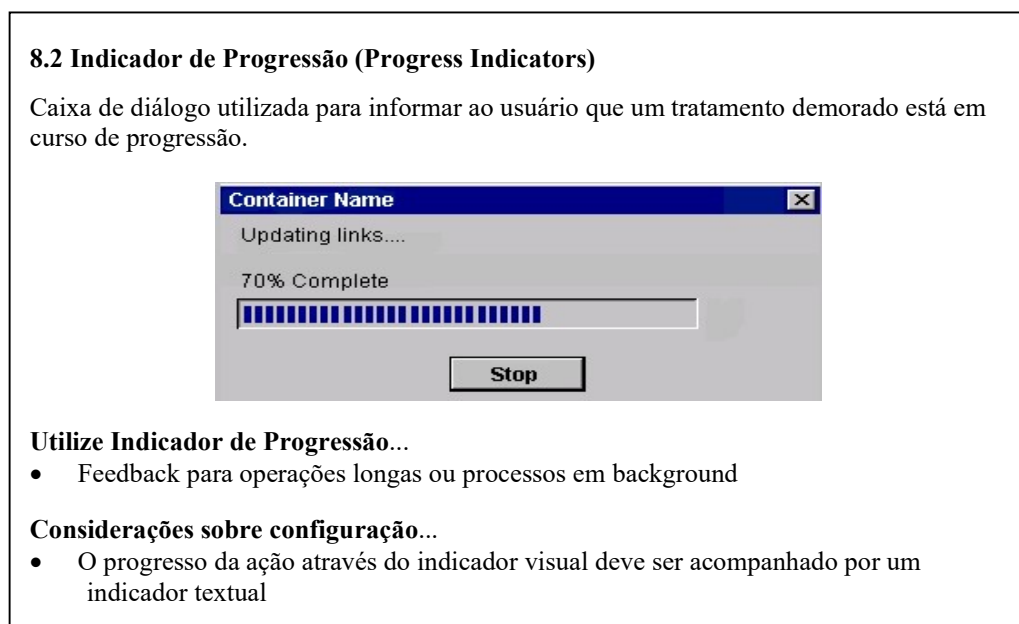 8.2 Indicador de Progressão (Progress Indicators)
Caixa de diálogo utilizada para informar ao usuário que um tratamento demorado está em
curso de progressão.
Container Name
Updating links....
70% Complete
Stop
Utilize Indicador de Progressão...
• Feedback para operações longas ou processos em background
Considerações sobre configuração...
• O progresso da ação através do indicador visual deve ser acompanhado por um
indicador textual